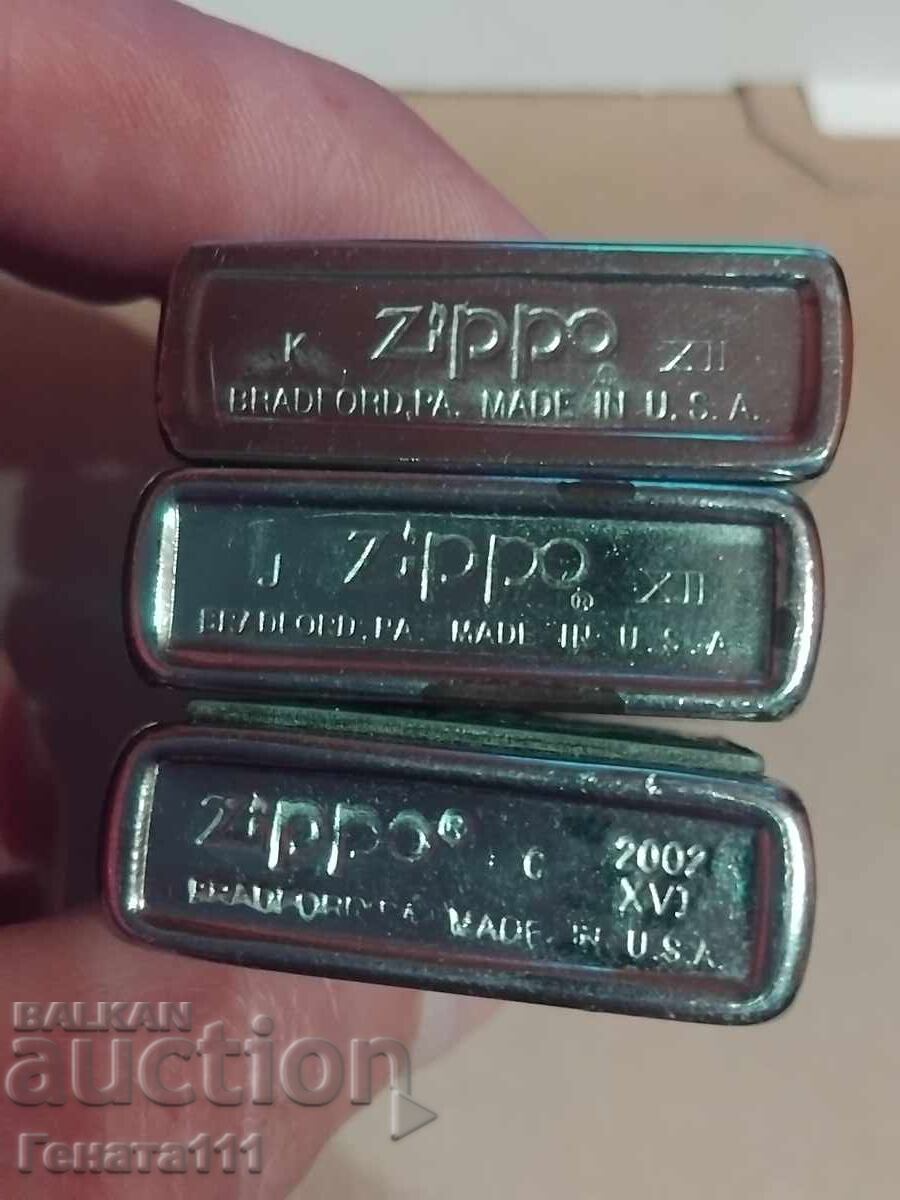 K Zippo® XII
BRADFORD, PA. MADE IN U.S.A.
J Zippo® XII
BRADFORD, PA. MADE IN U.S.A.
Zippo® C 2002
XVI
BRADFORD PA MADE IN U.S.A.
BALKAN
auction
Гената111